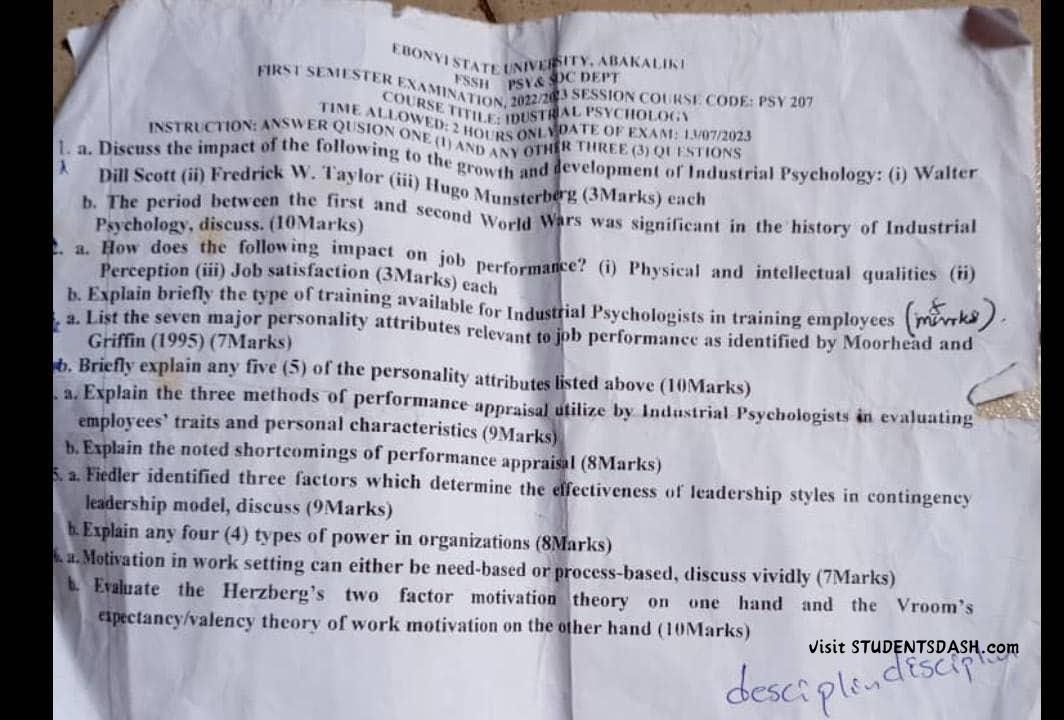 EBONYI STATE UNIVERSITY, ABAKALIKI
FSSH PSY& SOC DEPT
FIRST SEMESTER EXAMINATION, 2022/2023 SESSION COURSE CODE: PSY 207
COURSE TITILE: IDUSTRIAL PSYCHOLOGY
TIME ALLOWED: 2 HOURS ONLY DATE OF EXAM: 13/07/2023
INSTRUCTION: ANSWER QUSION ONE (1) AND ANY OTHER THREE (3) QUESTIONS
1. a. Discuss the impact of the following to the growth and development of Industrial Psychology: (i) Walter
Dill Scott (ii) Fredrick W. Taylor (iii) Hugo Munsterberg (3Marks) each
b. The period between the first and second World Wars was significant in the history of Industrial
Psychology, discuss. (10Marks)
2. a. How does the following impact on job performance? (i) Physical and intellectual qualities (ii)
Perception (iii) Job satisfaction (3Marks) each
b. Explain briefly the type of training available for Industrial Psychologists in training employees (8 marks).
a. List the seven major personality attributes relevant to job performance as identified by Moorhead and
Griffin (1995) (7Marks)
b. Briefly explain any five (5) of the personality attributes listed above (10Marks)
a. Explain the three methods of performance appraisal utilize by Industrial Psychologists in evaluating
employees' traits and personal characteristics (9Marks)
b. Explain the noted shortcomings of performance appraisal (8Marks)
5. a. Fiedler identified three factors which determine the effectiveness of leadership styles in contingency
leadership model, discuss (9Marks)
b. Explain any four (4) types of power in organizations (8Marks)
6. a. Motivation in work setting can either be need-based or process-based, discuss vividly (7Marks)
b. Evaluate the Herzberg's two factor motivation theory on one hand and the Vroom's
expectancy/valency theory of work motivation on the other hand (10Marks)
Visit STUDENTSDASH.com
desciplin